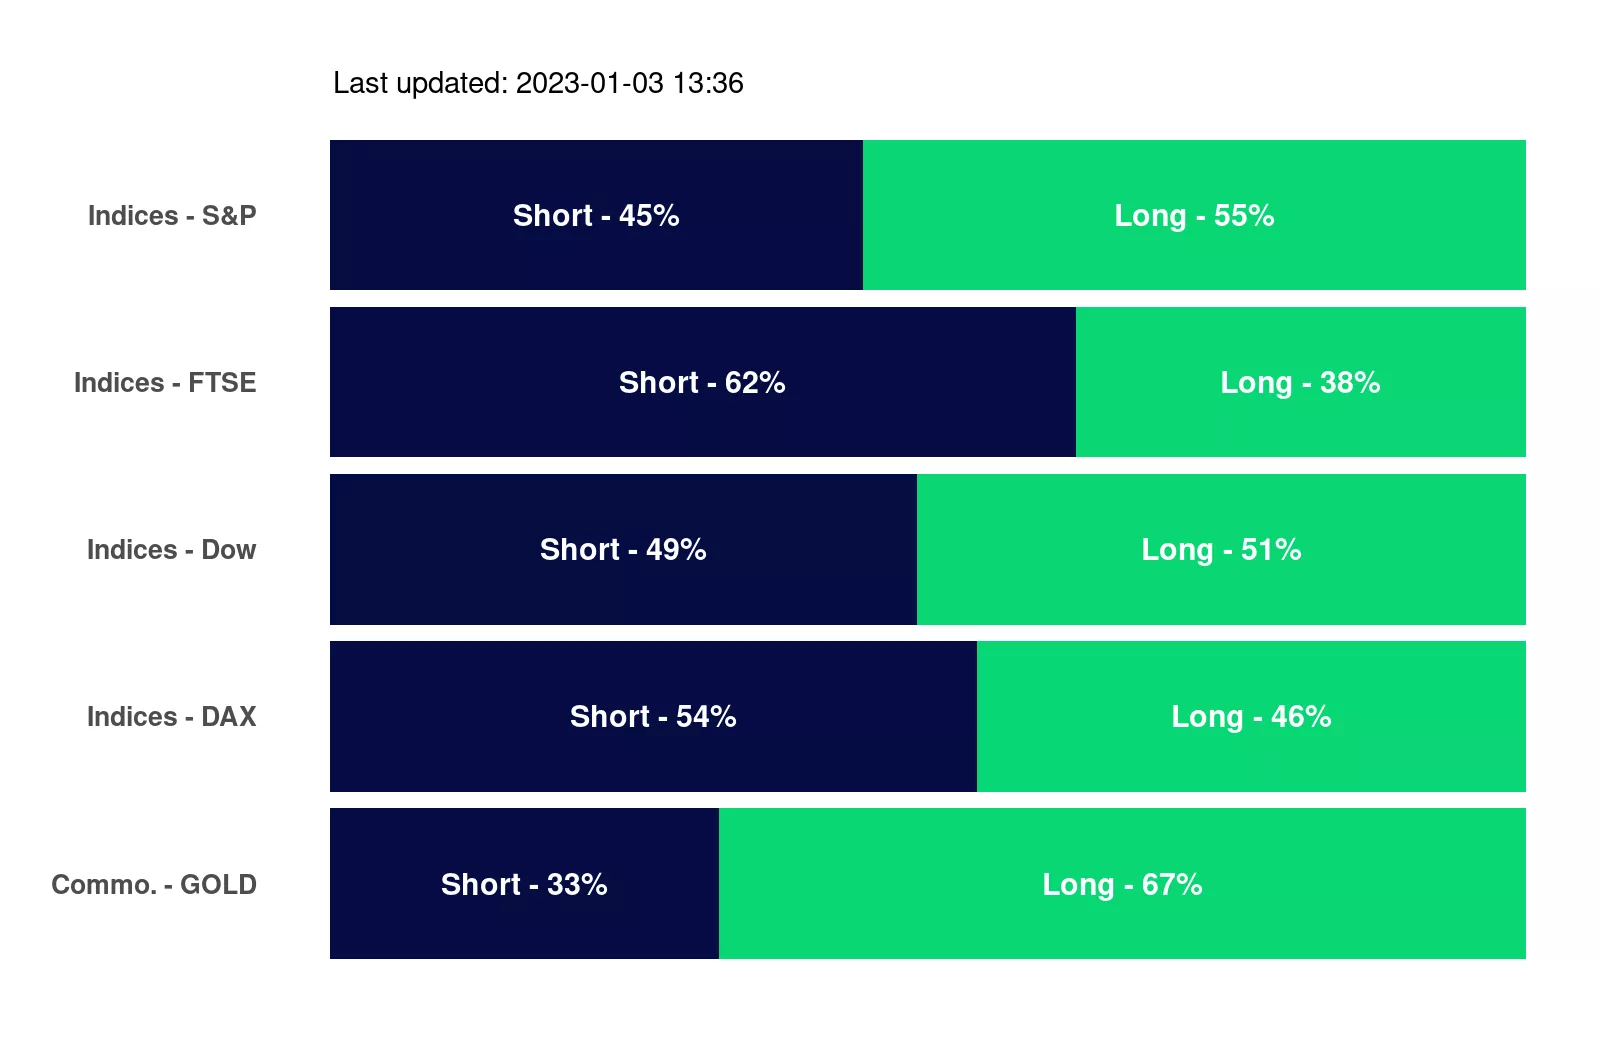 Last updated: 2023-01-03 13:36
Indices - S&P Short - 45% Long - 55%
Indices - FTSE Short - 62% Long - 38%
Indices - Dow Short - 49% Long - 51%
Indices - DAX Short - 54% Long - 46%
Commo. - GOLD Short - 33% Long - 67%